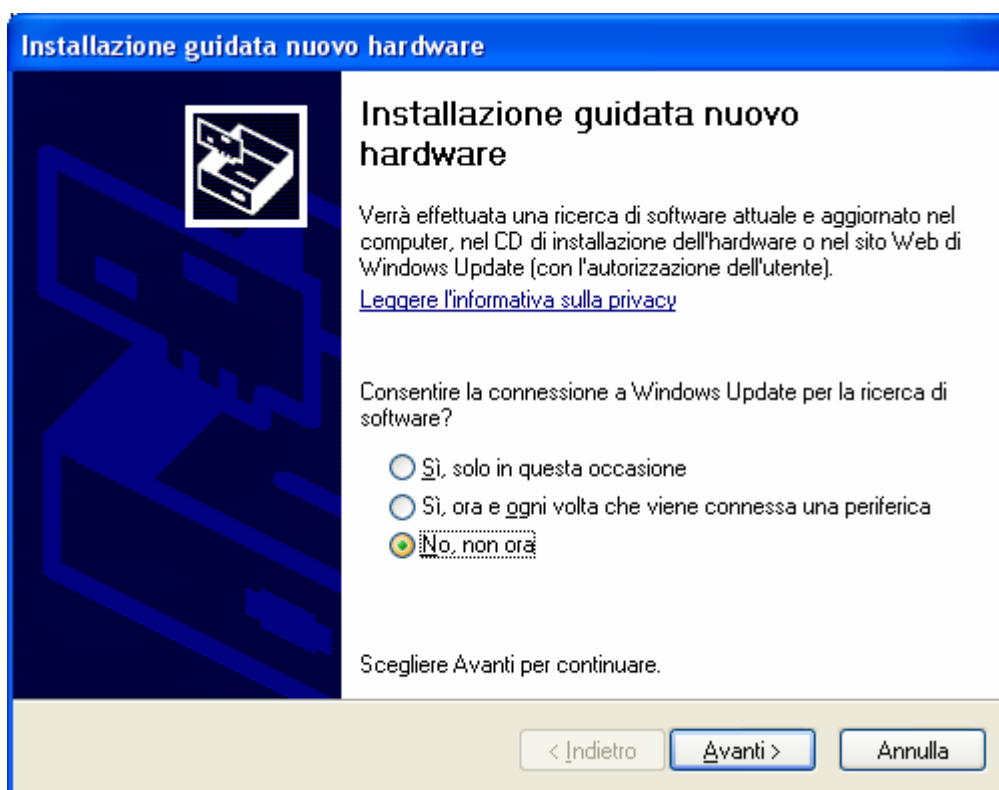 Installazione guidata nuovo hardware
Installazione guidata nuovo
hardware
Verrà effettuata una ricerca di software attuale e aggiornato nel
computer, nel CD di installazione dell'hardware o nel sito Web di
Windows Update (con l'autorizzazione dell'utente).
Leggere l'informativa sulla privacy
Consentire la connessione a Windows Update per la ricerca di
software?
Sì, solo in questa occasione
Sì, ora e ogni volta che viene connessa una periferica
No, non ora
Scegliere Avanti per continuare.
< Indietro Avanti > Annulla